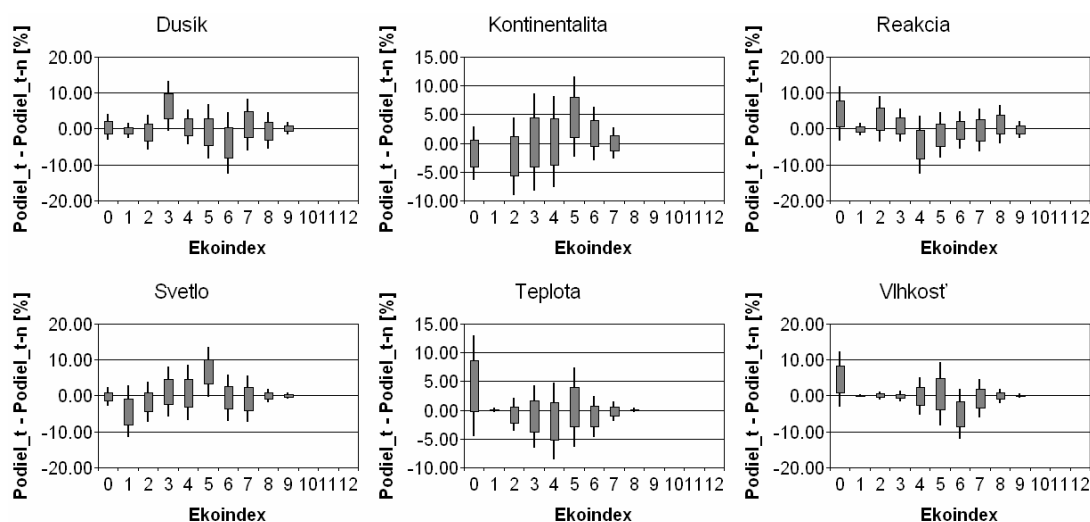 Dusík
Podiel_t - Podiel_t-n [%]
20.00
10.00
0.00
-10.00
-20.00
0 1 2 3 4 5 6 7 8 9 10 11 12
Ekoindex
Kontinentalita
Podiel_t - Podiel_t-n [%]
15.00
10.00
5.00
0.00
-5.00
-10.00
0 1 2 3 4 5 6 7 8 9 10 11 12
Ekoindex
Reakcia
Podiel_t - Podiel_t-n [%]
20.00
10.00
0.00
-10.00
-20.00
0 1 2 3 4 5 6 7 8 9 10 11 12
Ekoindex
Svetlo
Podiel_t - Podiel_t-n [%]
20.00
10.00
0.00
-10.00
-20.00
0 1 2 3 4 5 6 7 8 9 10 11 12
Ekoindex
Teplota
Podiel_t - Podiel_t-n [%]
15.00
10.00
5.00
0.00
-5.00
-10.00
0 1 2 3 4 5 6 7 8 9 10 11 12
Ekoindex
Vlhkosť
Podiel_t - Podiel_t-n [%]
20.00
10.00
0.00
-10.00
-20.00
0 1 2 3 4 5 6 7 8 9 10 11 12
Ekoindex